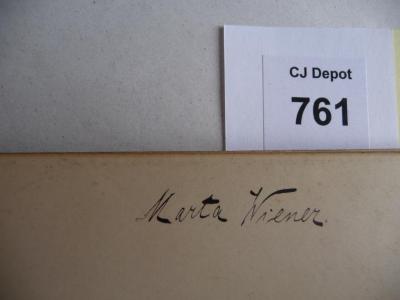 CJ Depot
761
Marta Wiener.